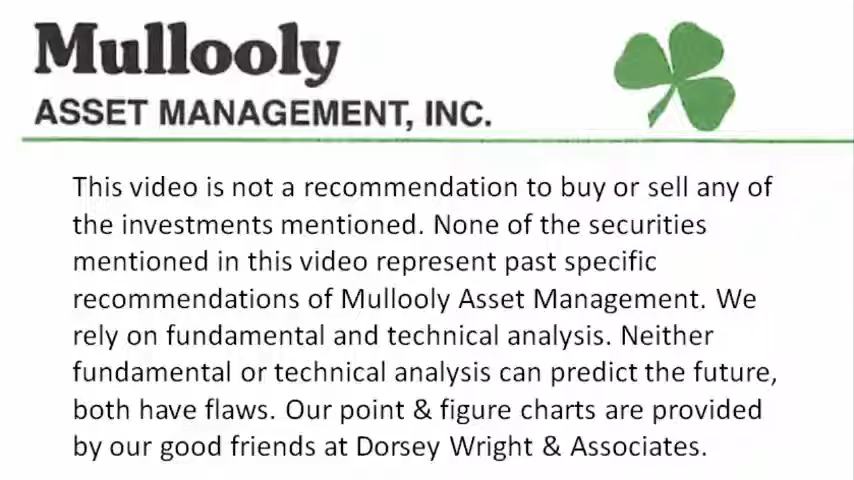 Mullooly
ASSET MANAGEMENT, INC.
This video is not a recommendation to buy or sell any of
the investments mentioned. None of the securities
mentioned in this video represent past specific
recommendations of Mullooly Asset Management. We
rely on fundamental and technical analysis. Neither
fundamental or technical analysis can predict the future,
both have flaws. Our point & figure charts are provided
by our good friends at Dorsey Wright & Associates.